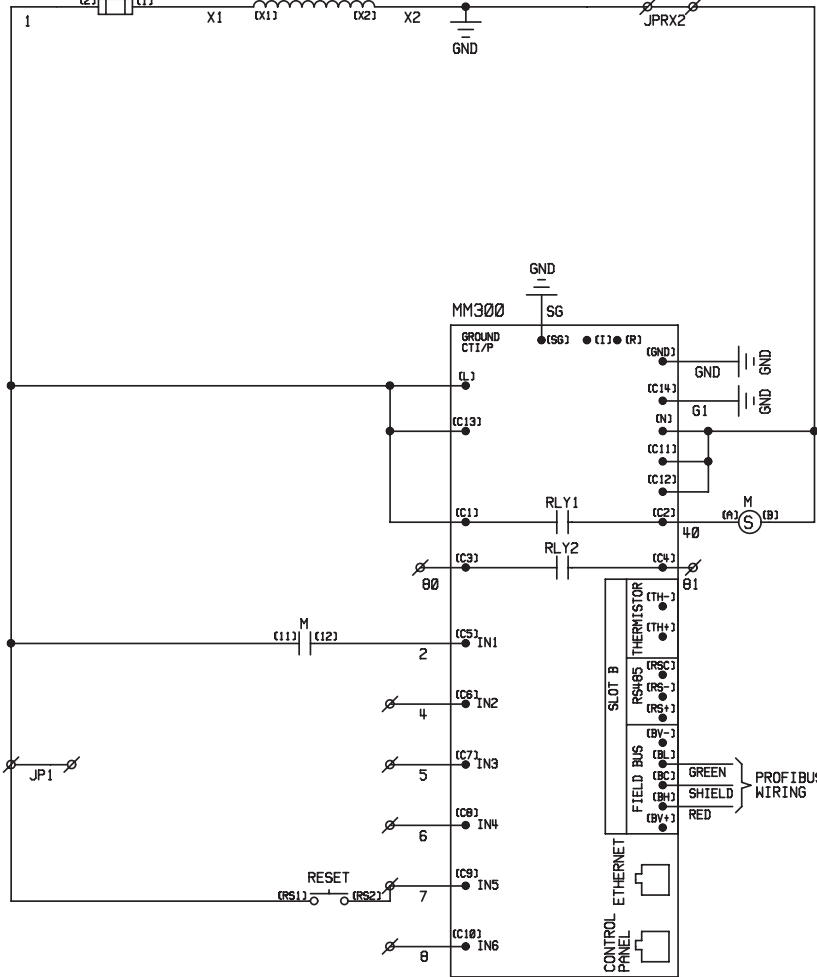 (1)
1
X1
(X1)
(X2)
X2
GND
JPRX2
GND
MM300
SG
GROUND
CTI/P
(SG)
(I)
(R)
(GND)
GND
GND
(L)
(C14)
G1
GND
(C13)
(N)
(C11)
(C12)
(C1)
RLY1
(C2)
40
M
(A)
S
(B)
80
(C3)
RLY2
(C4)
81
SLOT B
THERMISTOR
(TH-)
(TH+)
M
(11)
(12)
2
(C5)
IN1
RS485
(RSC)
(RS-)
(RS+)
4
(C6)
IN2
JP1
5
(C7)
IN3
FIELD BUS
(BV-)
(BL)
GREEN
(BC)
SHIELD
(BH)
RED
(BV+)
PROFIBUS
WIRING
6
(C8)
IN4
RESET
(RS1)
(RS2)
7
(C9)
IN5
ETHERNET
8
(C10)
IN6
CONTROL
PANEL